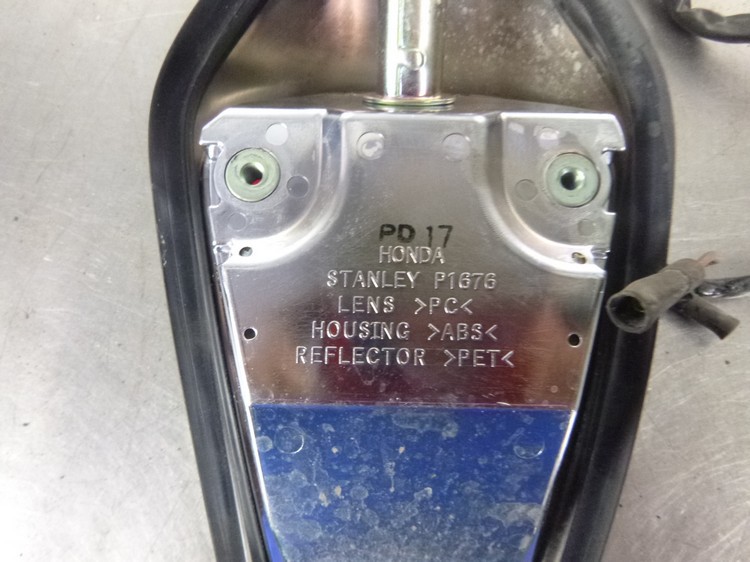 PD 17
HONDA
STANLEY P1676
LENS >PC<
HOUSING >ABS<
REFLECTOR >PET<